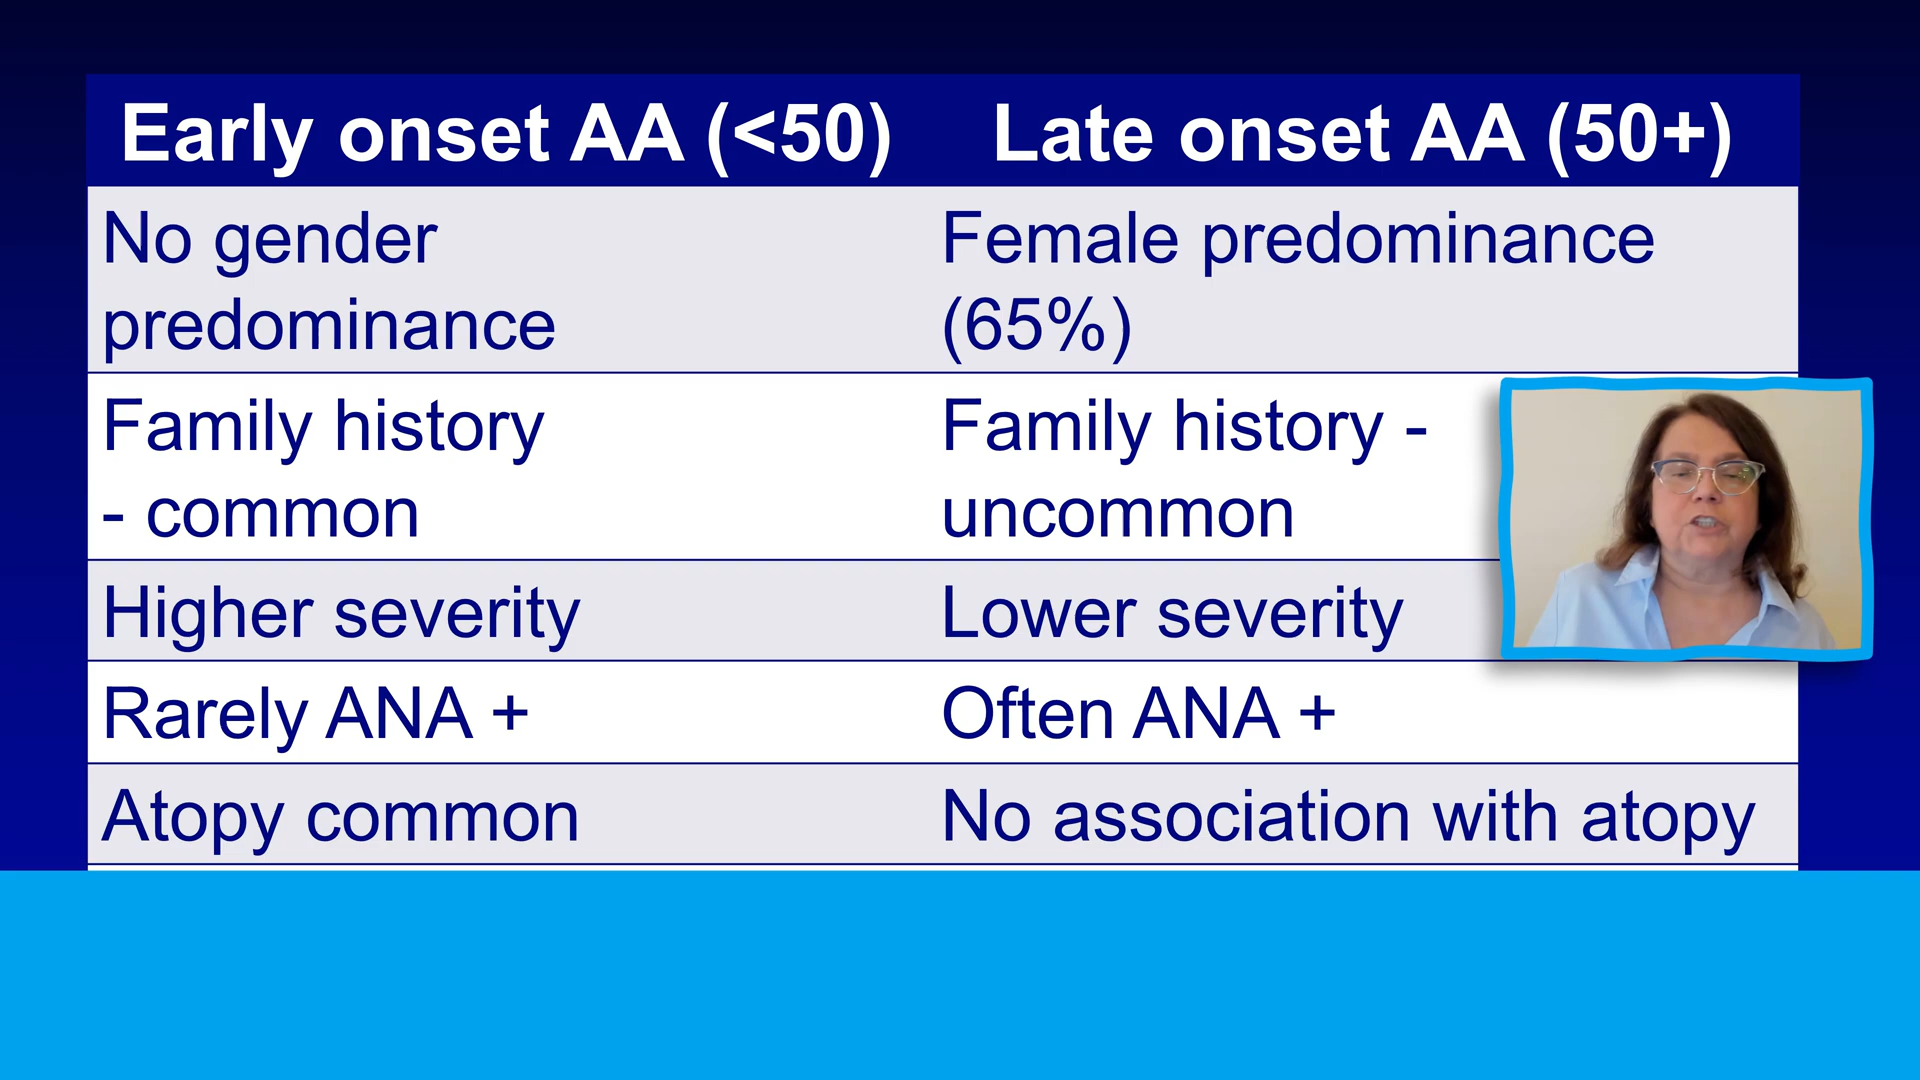 Early onset AA (<50)
Late onset AA (50+)
No gender
predominance
Female predominance
(65%)
Family history
- common
Family history -
uncommon
Higher severity
Lower severity
Rarely ANA +
Often ANA +
Atopy common
No association with atopy